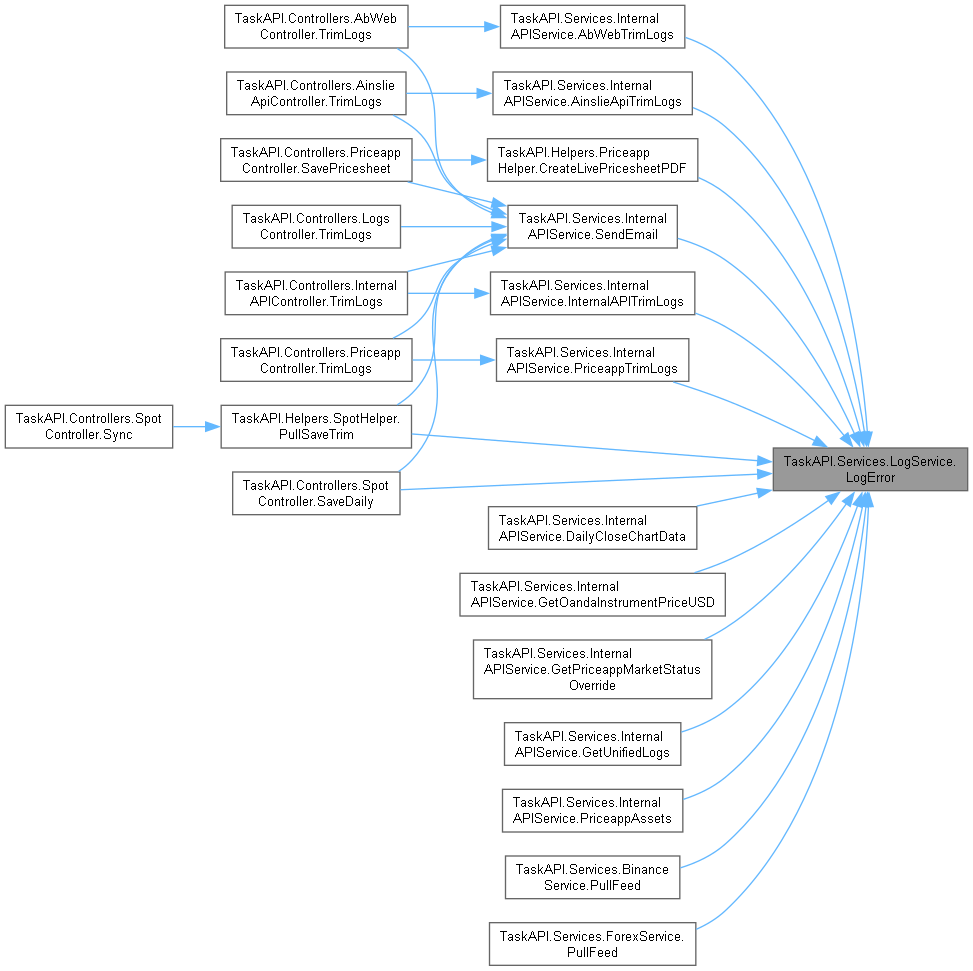 TaskAPI.Controllers.AbWeb
Controller.TrimLogs
TaskAPI.Services.Internal
APIService.AbWebTrimLogs
TaskAPI.Controllers.Ainslie
ApiController.TrimLogs
TaskAPI.Services.Internal
APIService.AinslieApiTrimLogs
TaskAPI.Controllers.Priceapp
Controller.SavePricesheet
TaskAPI.Helpers.Priceapp
Helper.CreateLivePricesheetPDF
TaskAPI.Controllers.Logs
Controller.TrimLogs
TaskAPI.Services.Internal
APIService.SendEmail
TaskAPI.Controllers.Internal
APIController.TrimLogs
TaskAPI.Services.Internal
APIService.InternalAPITrimLogs
TaskAPI.Controllers.Priceapp
Controller.TrimLogs
TaskAPI.Services.Internal
APIService.PriceappTrimLogs
TaskAPI.Controllers.Spot
Controller.Sync
TaskAPI.Helpers.SpotHelper.
PullSaveTrim
TaskAPI.Services.LogService.
LogError
TaskAPI.Controllers.Spot
Controller.SaveDaily
TaskAPI.Services.Internal
APIService.DailyCloseChartData
TaskAPI.Services.Internal
APIService.GetOandaInstrumentPriceUSD
TaskAPI.Services.Internal
APIService.GetPriceappMarketStatus
Override
TaskAPI.Services.Internal
APIService.GetUnifiedLogs
TaskAPI.Services.Internal
APIService.PriceappAssets
TaskAPI.Services.Binance
Service.PullFeed
TaskAPI.Services.ForexService.
PullFeed